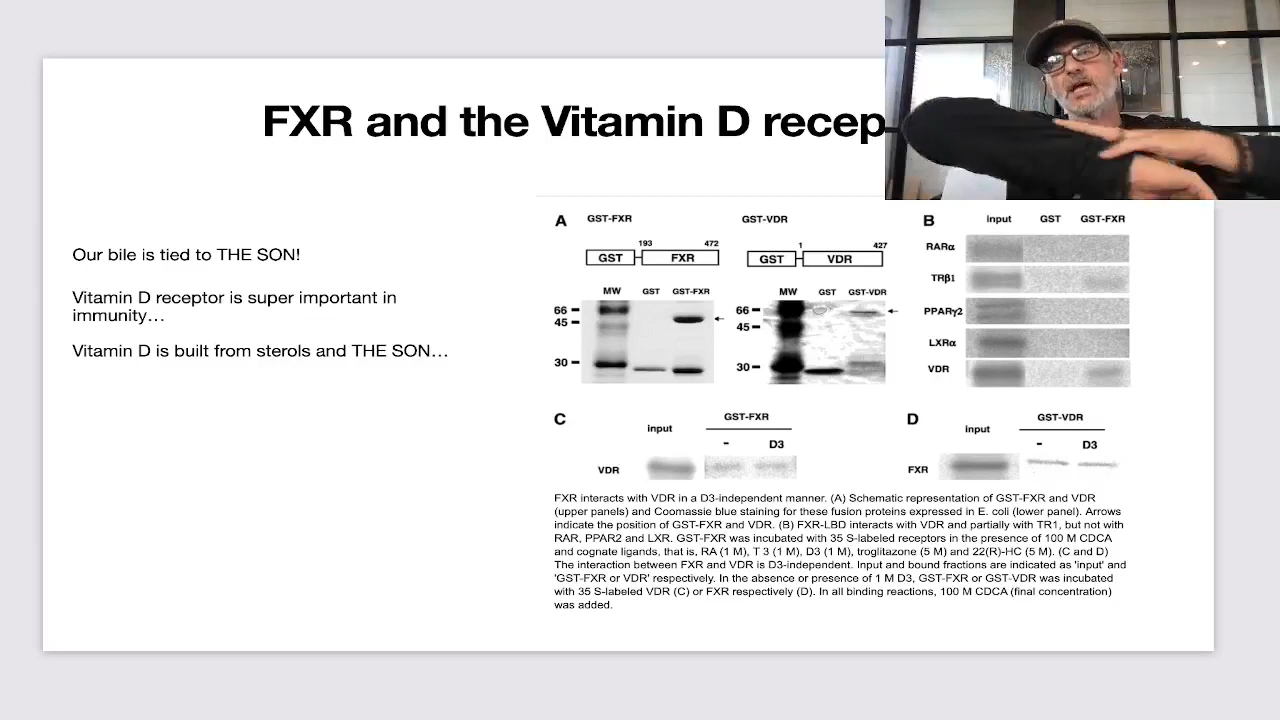 FXR and the Vitamin D recep
Our bile is tied to THE SON!
Vitamin D receptor is super important in
immunity…
Vitamin D is built from sterols and THE SON…
A
GST-FXR
GST-VDR
193 472
GST FXR
1 427
GST VDR
MW GST GST-FXR
66
45
30
MW GST GST-VDR
66
45
30
B
input GST GST-FXR
RARα
TRβ1
PPARγ2
LXRα
VDR
C
GST-FXR
input
- D3
VDR
D
GST-VDR
input
- D3
FXR
FXR interacts with VDR in a D3-independent manner. (A) Schematic representation of GST-FXR and VDR
(upper panels) and Coomassie blue staining for these fusion proteins expressed in E. coli (lower panel). Arrows
indicate the position of GST-FXR and VDR. (B) FXR-LBD interacts with VDR and partially with TR1, but not with
RAR, PPAR2 and LXR. GST-FXR was incubated with 35 S-labeled receptors in the presence of 100 M CDCA
and cognate ligands, that is, RA (1 M), T 3 (1 M), D3 (1 M), troglitazone (5 M) and 22(R)-HC (5 M). (C and D)
The interaction between FXR and VDR is D3-independent. Input and bound fractions are indicated as 'input' and
'GST-FXR or VDR' respectively. In the absence or presence of 1 M D3, GST-FXR or GST-VDR was incubated
with 35 S-labeled VDR (C) or FXR respectively (D). In all binding reactions, 100 M CDCA (final concentration)
was added.